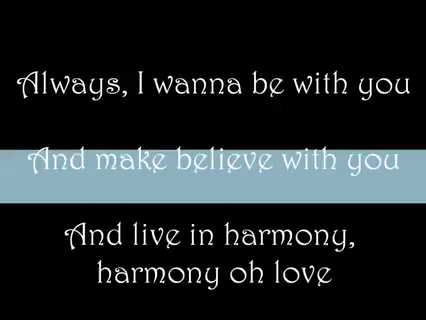 Always, I wanna be with you
And make believe with you
And live in harmony,
harmony oh love